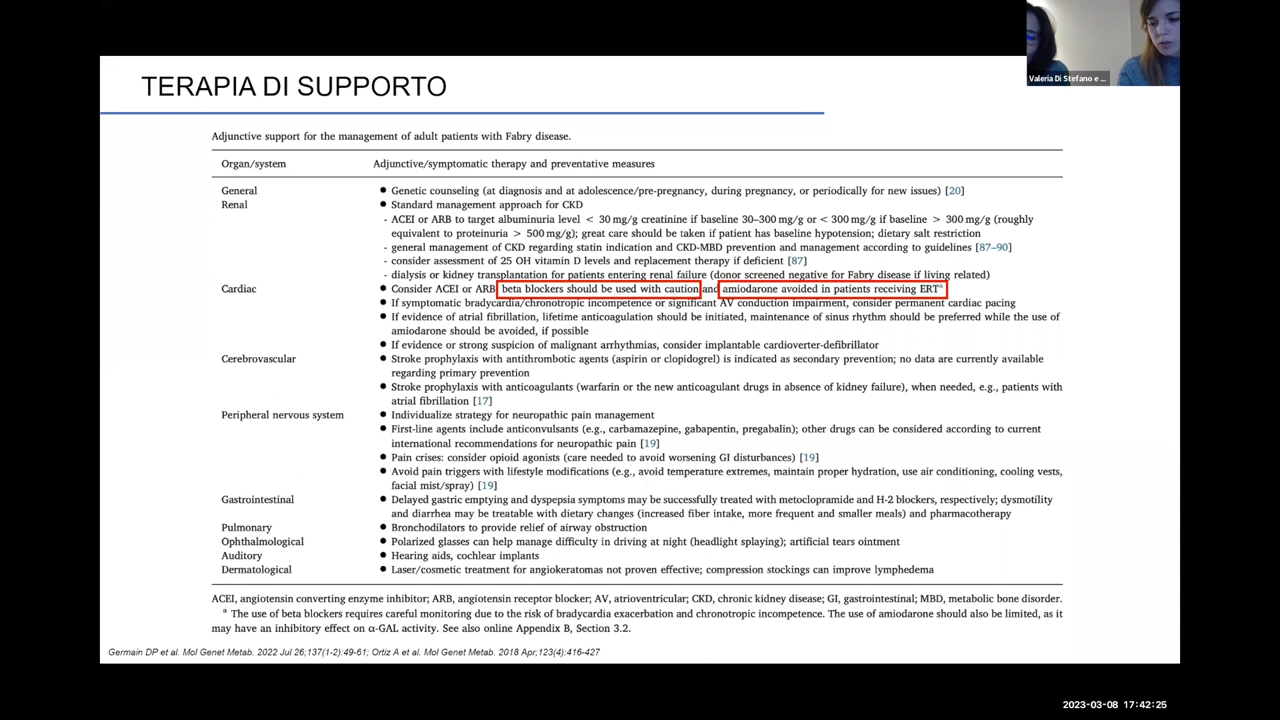 Valeria Di Stefano e ...
TERAPIA DI SUPPORTO
Adjunctive support for the management of adult patients with Fabry disease.
Organ/system Adjunctive/symptomatic therapy and preventative measures
General ● Genetic counseling (at diagnosis and at adolescence/pre-pregnancy, during pregnancy, or periodically for new issues) [20]
Renal ● Standard management approach for CKD
- ACEI or ARB to target albuminuria level < 30 mg/g creatinine if baseline 30–300 mg/g or < 300 mg/g if baseline > 300 mg/g (roughly
equivalent to proteinuria > 500 mg/g); great care should be taken if patient has baseline hypotension; dietary salt restriction
- general management of CKD regarding statin indication and CKD-MBD prevention and management according to guidelines [87–90]
- consider assessment of 25 OH vitamin D levels and replacement therapy if deficient [87]
- dialysis or kidney transplantation for patients entering renal failure (donor screened negative for Fabry disease if living related)
Cardiac ● Consider ACEI or ARB beta blockers should be used with caution and amiodarone avoided in patients receiving ERTᵃ
● If symptomatic bradycardia/chronotropic incompetence or significant AV conduction impairment, consider permanent cardiac pacing
● If evidence of atrial fibrillation, lifetime anticoagulation should be initiated, maintenance of sinus rhythm should be preferred while the use of
amiodarone should be avoided, if possible
● If evidence or strong suspicion of malignant arrhythmias, consider implantable cardioverter-defibrillator
Cerebrovascular ● Stroke prophylaxis with antithrombotic agents (aspirin or clopidogrel) is indicated as secondary prevention; no data are currently available
regarding primary prevention
● Stroke prophylaxis with anticoagulants (warfarin or the new anticoagulant drugs in absence of kidney failure), when needed, e.g., patients with
atrial fibrillation [17]
Peripheral nervous system ● Individualize strategy for neuropathic pain management
● First-line agents include anticonvulsants (e.g., carbamazepine, gabapentin, pregabalin); other drugs can be considered according to current
international recommendations for neuropathic pain [19]
● Pain crises: consider opioid agonists (care needed to avoid worsening GI disturbances) [19]
● Avoid pain triggers with lifestyle modifications (e.g., avoid temperature extremes, maintain proper hydration, use air conditioning, cooling vests,
facial mist/spray) [19]
Gastrointestinal ● Delayed gastric emptying and dyspepsia symptoms may be successfully treated with metoclopramide and H-2 blockers, respectively; dysmotility
and diarrhea may be treatable with dietary changes (increased fiber intake, more frequent and smaller meals) and pharmacotherapy
Pulmonary ● Bronchodilators to provide relief of airway obstruction
Ophthalmological ● Polarized glasses can help manage difficulty in driving at night (headlight splaying); artificial tears ointment
Auditory ● Hearing aids, cochlear implants
Dermatological ● Laser/cosmetic treatment for angiokeratomas not proven effective; compression stockings can improve lymphedema
ACEI, angiotensin converting enzyme inhibitor; ARB, angiotensin receptor blocker; AV, atrioventricular; CKD, chronic kidney disease; GI, gastrointestinal; MBD, metabolic bone disorder.
ᵃ The use of beta blockers requires careful monitoring due to the risk of bradycardia exacerbation and chronotropic incompetence. The use of amiodarone should also be limited, as it
may have an inhibitory effect on α-GAL activity. See also online Appendix B, Section 3.2.
Germain DP et al. Mol Genet Metab. 2022 Jul 26;137(1-2):49-61; Ortiz A et al. Mol Genet Metab. 2018 Apr;123(4):416-427
2023-03-08 17:42:25